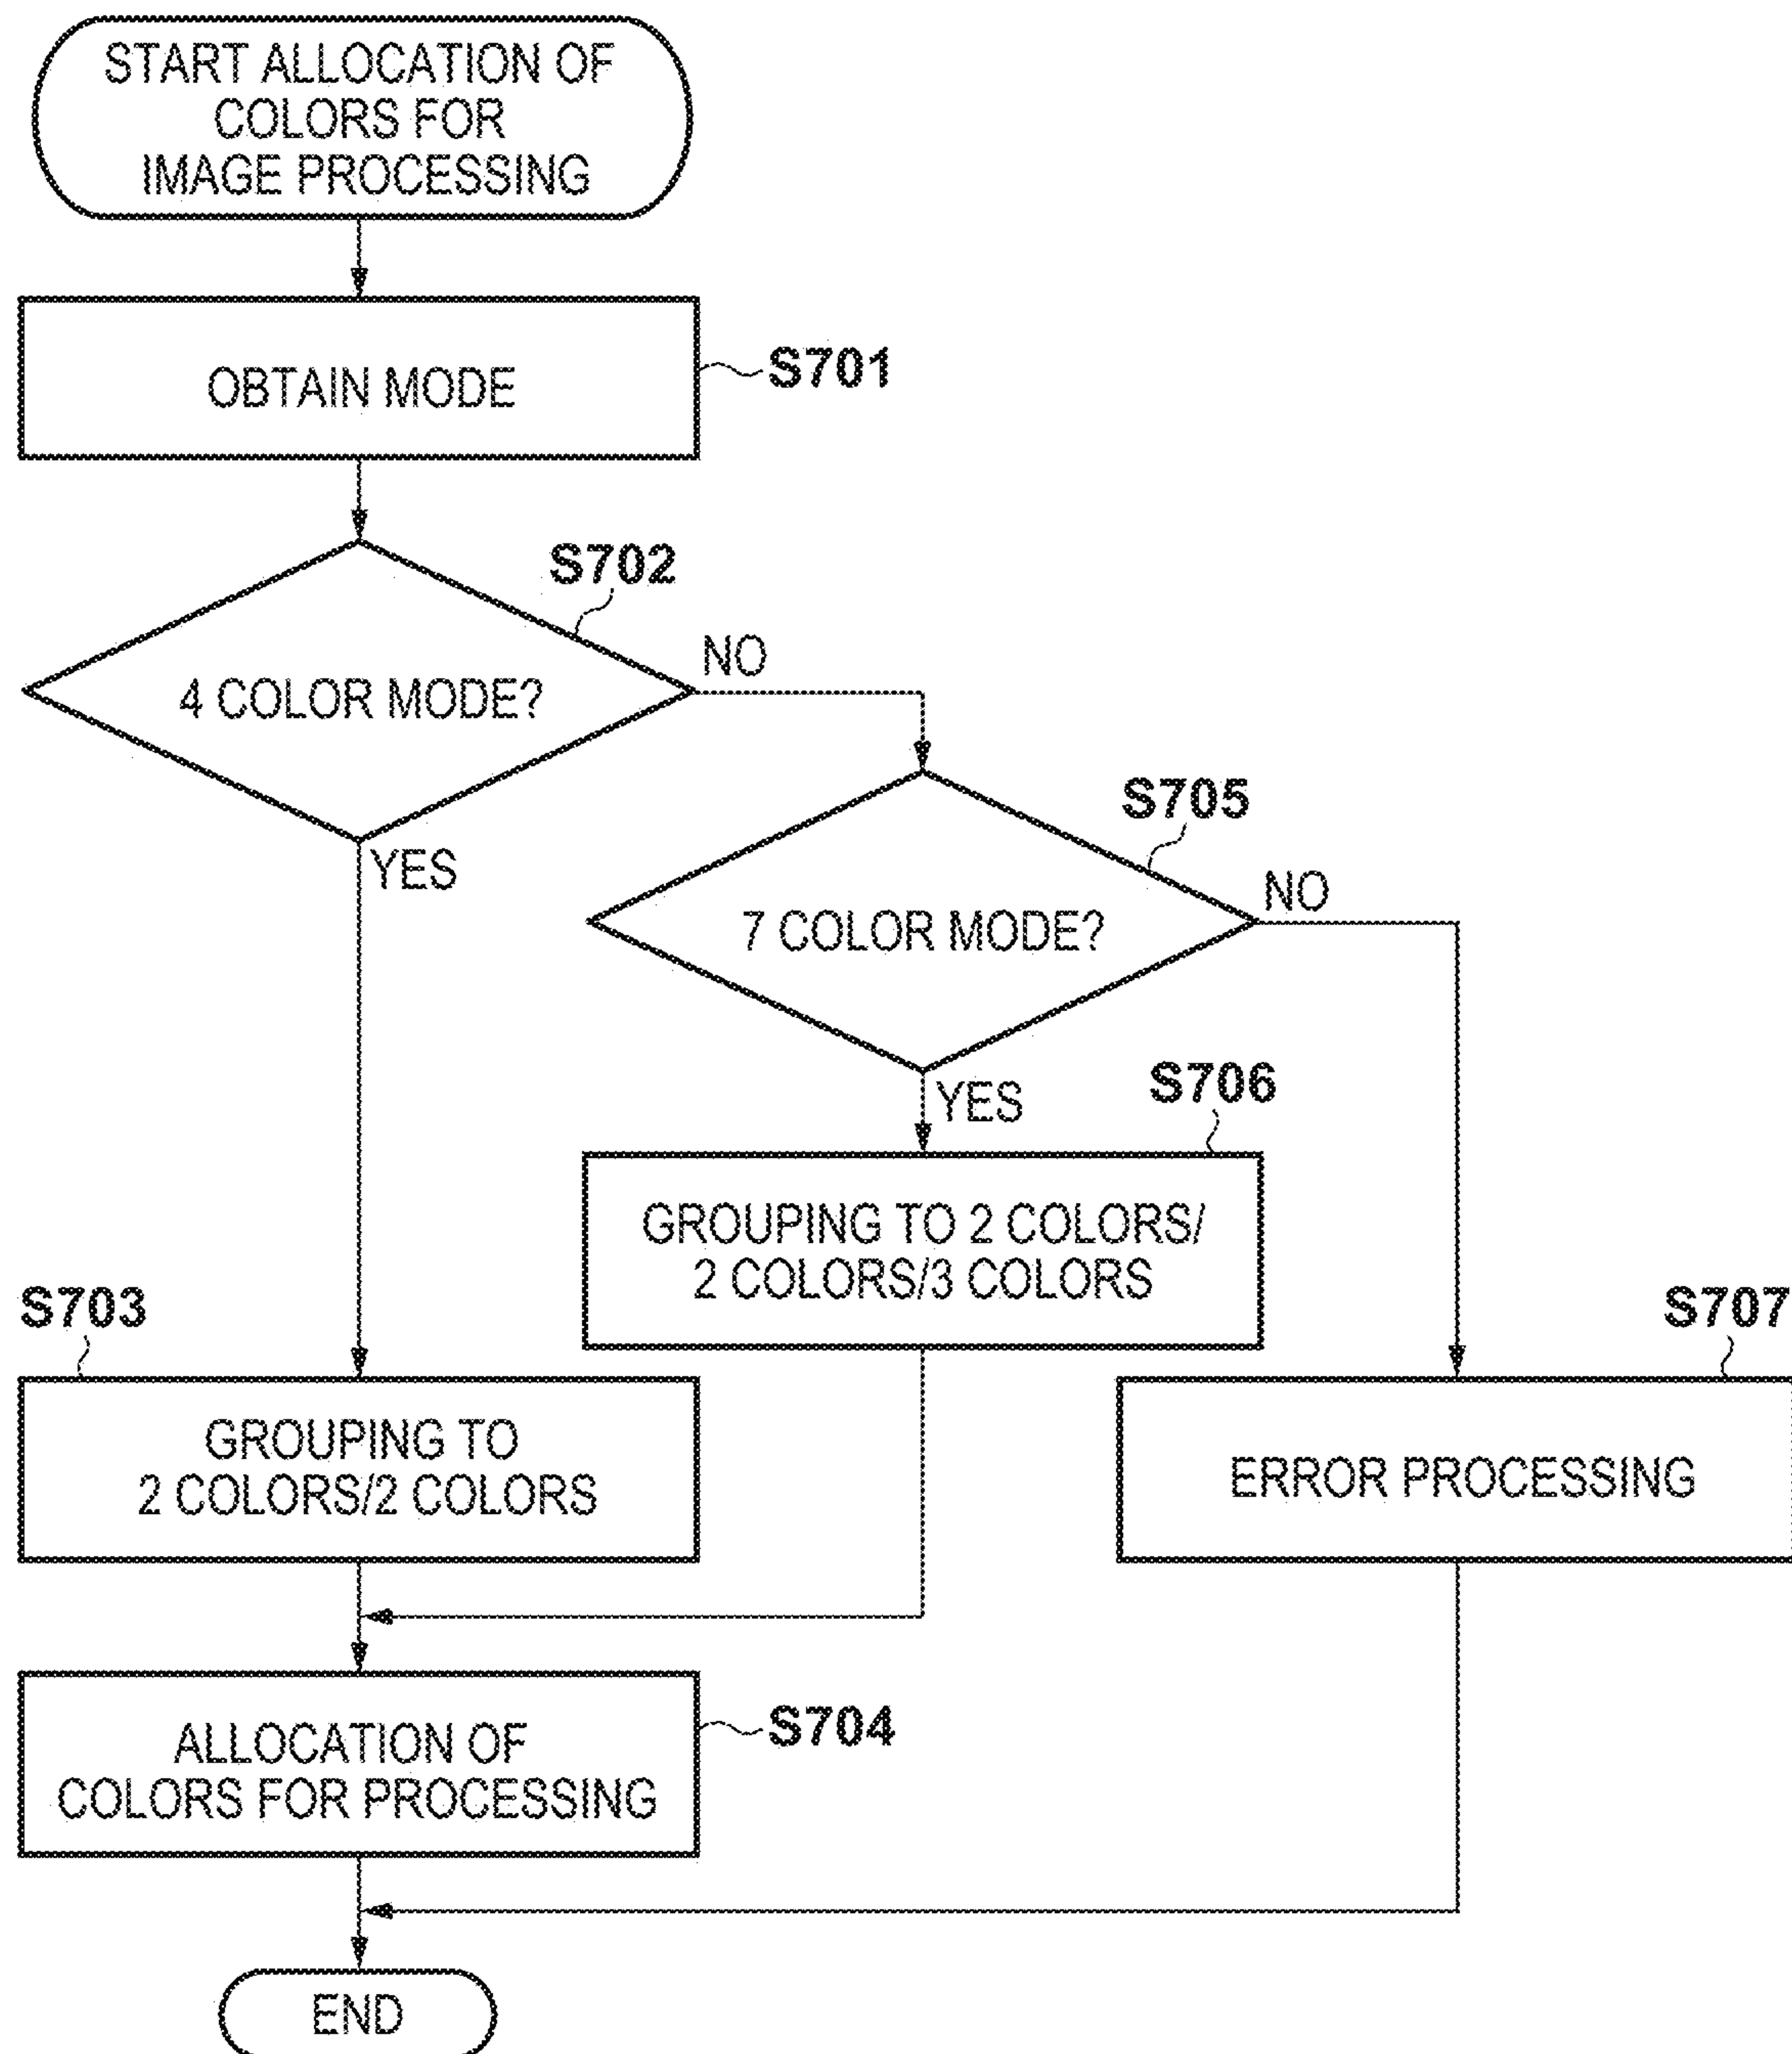 START ALLOCATION OF
COLORS FOR
IMAGE PROCESSING
OBTAIN MODE
S701
S702
4 COLOR MODE?
NO
YES
S705
7 COLOR MODE?
NO
YES
S706
GROUPING TO 2 COLORS/
2 COLORS/3 COLORS
S703
GROUPING TO
2 COLORS/2 COLORS
S707
ERROR PROCESSING
ALLOCATION OF
COLORS FOR PROCESSING
S704
END